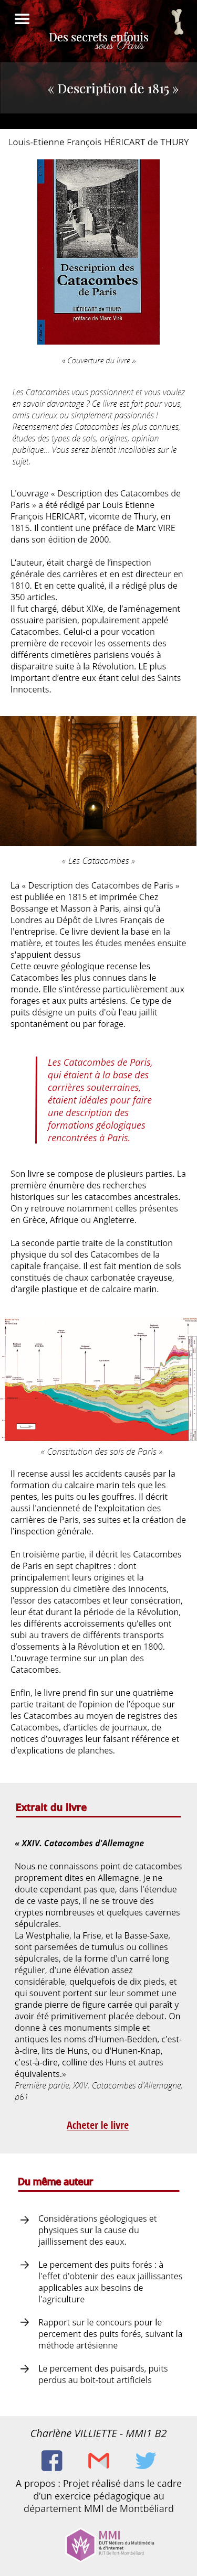 Des secrets enfouis
sous Paris
« Description de 1815 »
Louis-Etienne François HÉRICART de THURY
Description des
Catacombes
de Paris
HÉRICART de THURY
préface de Marc Viré
« Couverture du livre »
Les Catacombes vous passionnent et vous voulez
en savoir davantage ? Ce livre est fait pour vous,
amis curieux ou simplement passionnés !
Recensement des Catacombes les plus connues,
études des types de sols, origines, opinion
publique... Vous serez bientôt incollables sur le
sujet.
L'ouvrage « Description des Catacombes de
Paris » a été rédigé par Louis Etienne
François HERICART, vicomte de Thury, en
1815. Il contient une préface de Marc VIRE
dans son édition de 2000.
L'auteur, était chargé de l'inspection
générale des carrières et en est directeur en
1810. Et en cette qualité, il a rédigé plus de
350 articles.
Il fut chargé, début XIXe, de l'aménagement
ossuaire parisien, populairement appelé
Catacombes. Celui-ci a pour vocation
première de recevoir les ossements des
différents cimetières parisiens voués à
disparaitre suite à la Révolution. LE plus
important d'entre eux étant celui des Saints
Innocents.
« Les Catacombes »
La « Description des Catacombes de Paris »
est publiée en 1815 et imprimée Chez
Bossange et Masson à Paris, ainsi qu'à
Londres au Dépôt de Livres Français de
l'entreprise. Ce livre devient la base en la
matière, et toutes les études menées ensuite
s'appuient dessus
Cette œuvre géologique recense les
Catacombes les plus connues dans le
monde. Elle s'intéresse particulièrement aux
forages et aux puits artésiens. Ce type de
puits désigne un puits d'où l'eau jaillit
spontanément ou par forage.
Les Catacombes de Paris,
qui étaient à la base des
carrières souterraines,
étaient idéales pour faire
une description des
formations géologiques
rencontrées à Paris.
Son livre se compose de plusieurs parties. La
première énumère des recherches
historiques sur les catacombes ancestrales.
On y retrouve notamment celles présentes
en Grèce, Afrique ou Angleterre.
La seconde partie traite de la constitution
physique du sol des Catacombes de la
capitale française. Il est fait mention de sols
constitués de chaux carbonatée crayeuse,
d'argile plastique et de calcaire marin.
« Constitution des sols de Paris »
Il recense aussi les accidents causés par la
formation du calcaire marin tels que les
pentes, les puits ou les gouffres. Il décrit
aussi l'ancienneté de l'exploitation des
carrières de Paris, ses suites et la création de
l'inspection générale.
En troisième partie, il décrit les Catacombes
de Paris en sept chapitres : dont
principalement leurs origines et la
suppression du cimetière des Innocents,
l'essor des catacombes et leur consécration,
leur état durant la période de la Révolution,
les différents accroissements qu'elles ont
subi au travers de différents transports
d'ossements à la Révolution et en 1800.
L'ouvrage termine sur un plan des
Catacombes.
Enfin, le livre prend fin sur une quatrième
partie traitant de l'opinion de l'époque sur
les Catacombes au moyen de registres des
Catacombes, d'articles de journaux, de
notices d'ouvrages leur faisant référence et
d'explications de planches.
Extrait du livre
« XXIV. Catacombes d'Allemagne
Nous ne connaissons point de catacombes
proprement dites en Allemagne. Je ne
doute cependant pas que, dans l'étendue
de ce vaste pays, il ne se trouve des
cryptes nombreuses et quelques cavernes
sépulcrales.
La Westphalie, la Frise, et la Basse-Saxe,
sont parsemées de tumulus ou collines
sépulcrales, de la forme d'un carré long
régulier, d'une élévation assez
considérable, quelquefois de dix pieds, et
qui souvent portent sur leur sommet une
grande pierre de figure carrée qui paraît y
avoir été primitivement placée debout. On
donne à ces monuments simple et
antiques les noms d'Humen-Bedden, c'est-
à-dire, lits de Huns, ou d'Hunen-Knap,
c'est-à-dire, colline des Huns et autres
équivalents.»
Première partie, XXIV. Catacombes d'Allemagne,
p61
Acheter le livre
Du même auteur
Considérations géologiques et
physiques sur la cause du
jaillissement des eaux.
Le percement des puits forés : à
l'effet d'obtenir des eaux jaillissantes
applicables aux besoins de
l'agriculture
Rapport sur le concours pour le
percement des puits forés, suivant la
méthode artésienne
Le percement des puisards, puits
perdus au boit-tout artificiels
Charlène VILLIETTE - MMI1 B2
A propos : Projet réalisé dans le cadre
d'un exercice pédagogique au
département MMI de Montbéliard
MMI
DUT Métiers du Multimédia
& d'Internet
IUT Belfort-Montbéliard